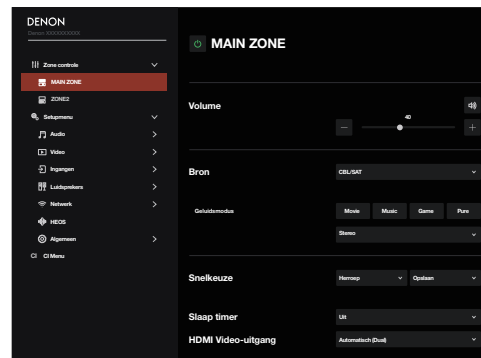 DENON
Denon XXXXXXXXXX
Zone controle
MAIN ZONE
ZONE2
Setupmenu
Audio
Video
Ingangen
Luidsprekers
Netwerk
HEOS
Algemeen
CI CI Menu
MAIN ZONE
Volume
40
Bron
CBL/SAT
Geluidsmodus
Movie Music Game Pure
Stereo
Snelkeuze
Herroep Opslaan
Slaap timer
Uit
HDMI Video-uitgang
Automatisch (Dual)